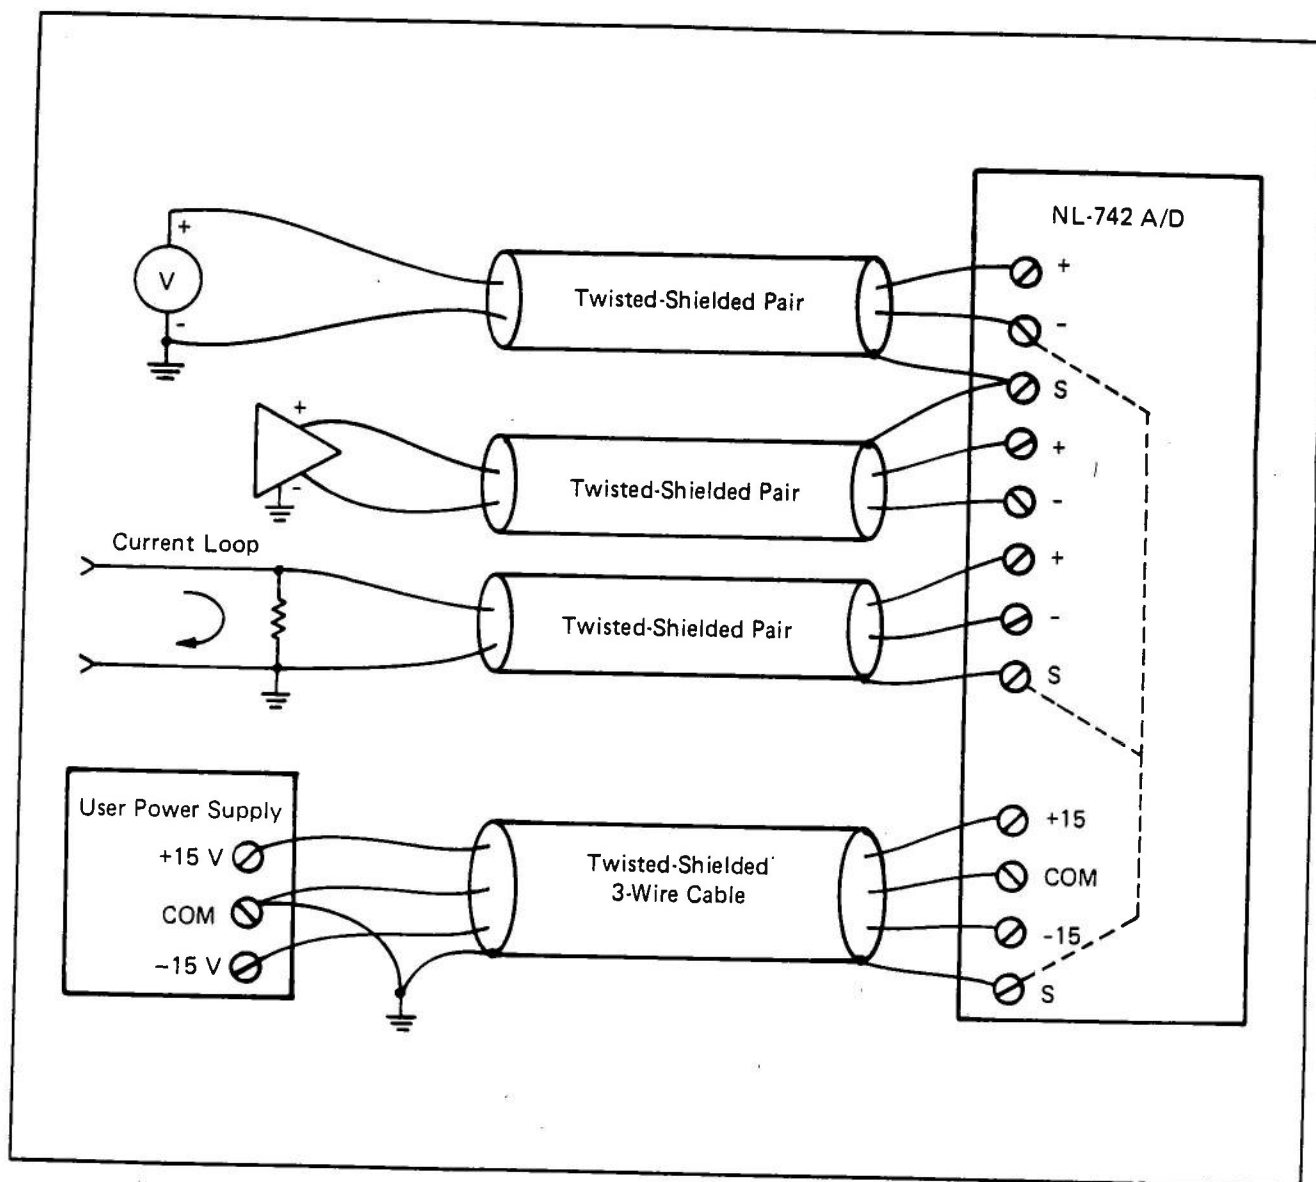 NL-742 A/D
+
V
-
Twisted-Shielded Pair
+
-
S
+
-
Twisted-Shielded Pair
+
-
Current Loop
Twisted-Shielded Pair
+
-
S
User Power Supply
+15 V
COM
-15 V
Twisted-Shielded
3-Wire Cable
+15
COM
-15
S